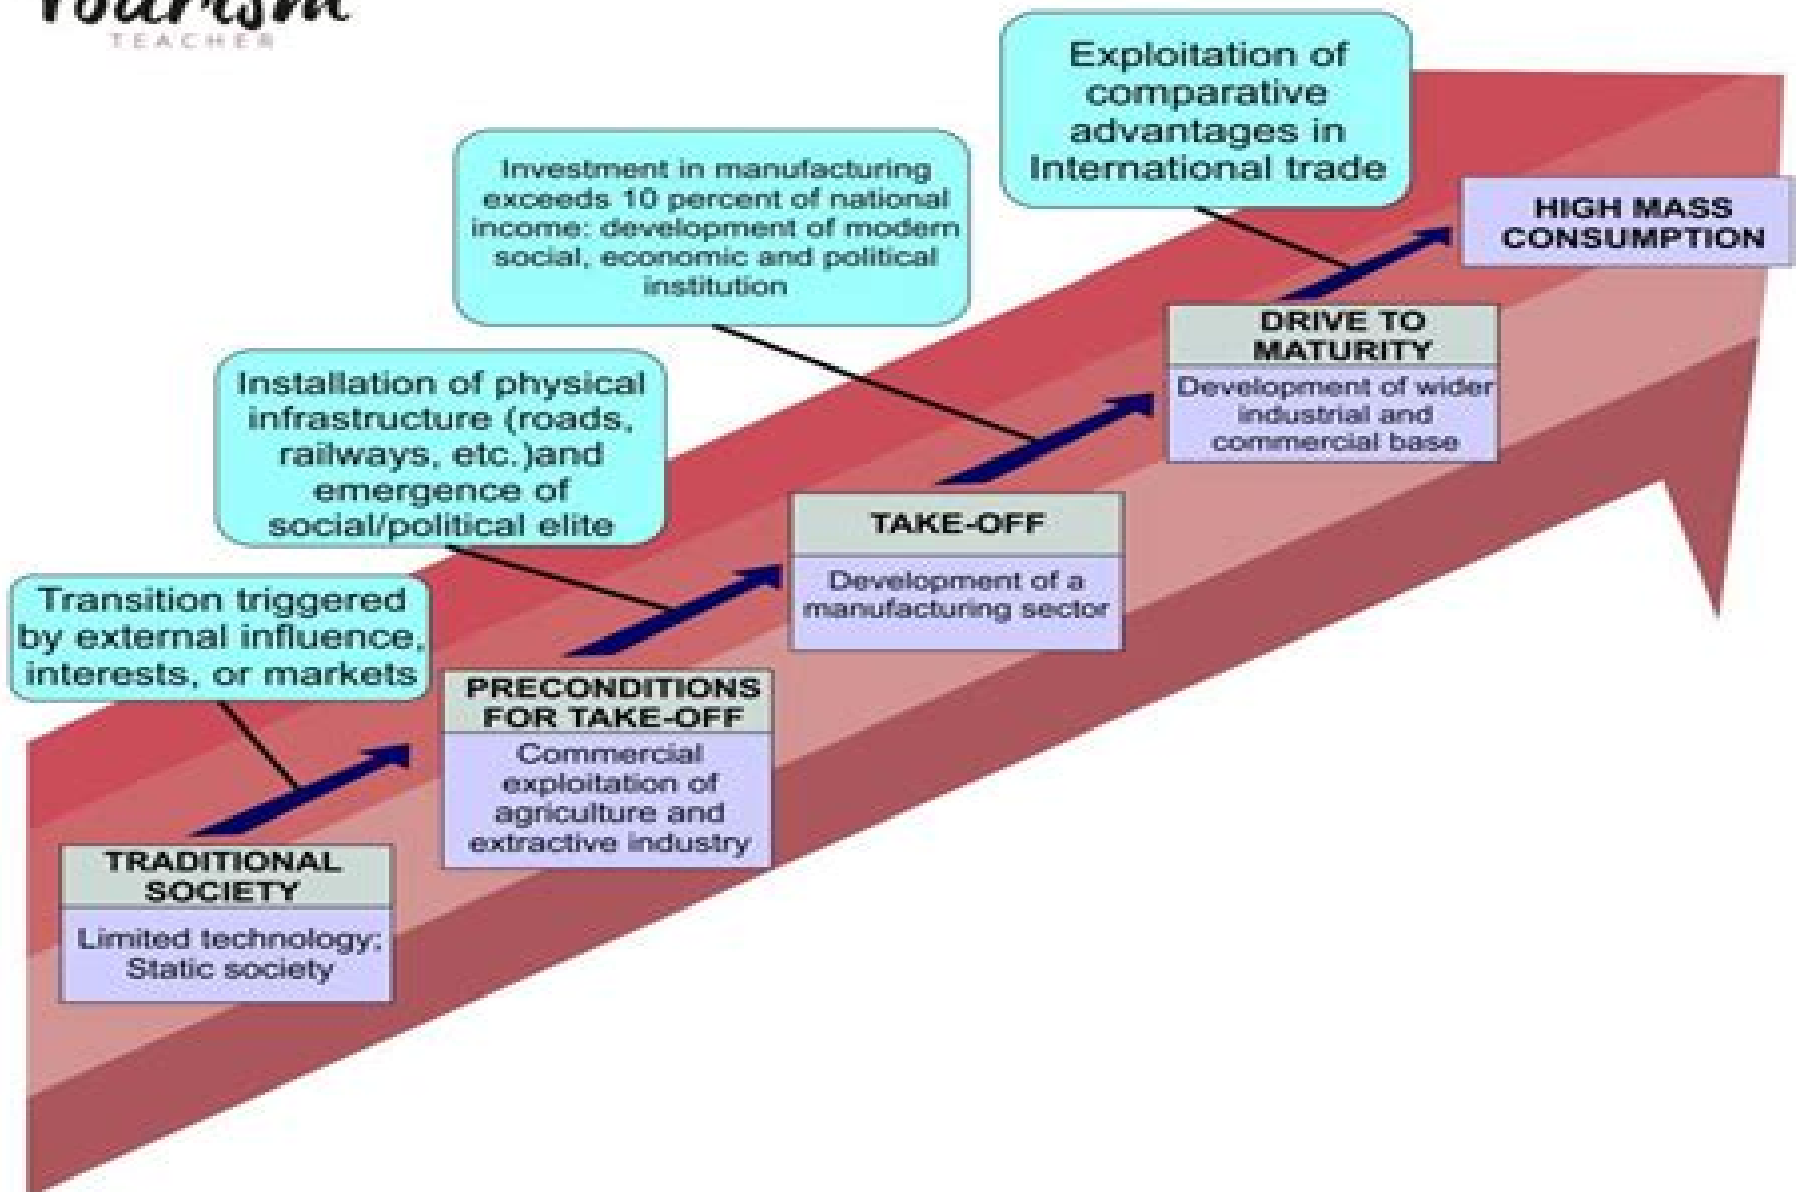 Tourism
TEACHER
Exploitation of
comparative
advantages in
International trade
Investment in manufacturing
exceeds 10 percent of national
income: development of modern
social, economic and political
institution
HIGH MASS
CONSUMPTION
DRIVE TO
MATURITY
Development of wider
industrial and
commercial base
Installation of physical
infrastructure (roads,
railways, etc.)and
emergence of
social/political elite
TAKE-OFF
Development of a
manufacturing sector
Transition triggered
by external influence,
interests, or markets
PRECONDITIONS
FOR TAKE-OFF
Commercial
exploitation of
agriculture and
extractive industry
TRADITIONAL
SOCIETY
Limited technology;
Static society